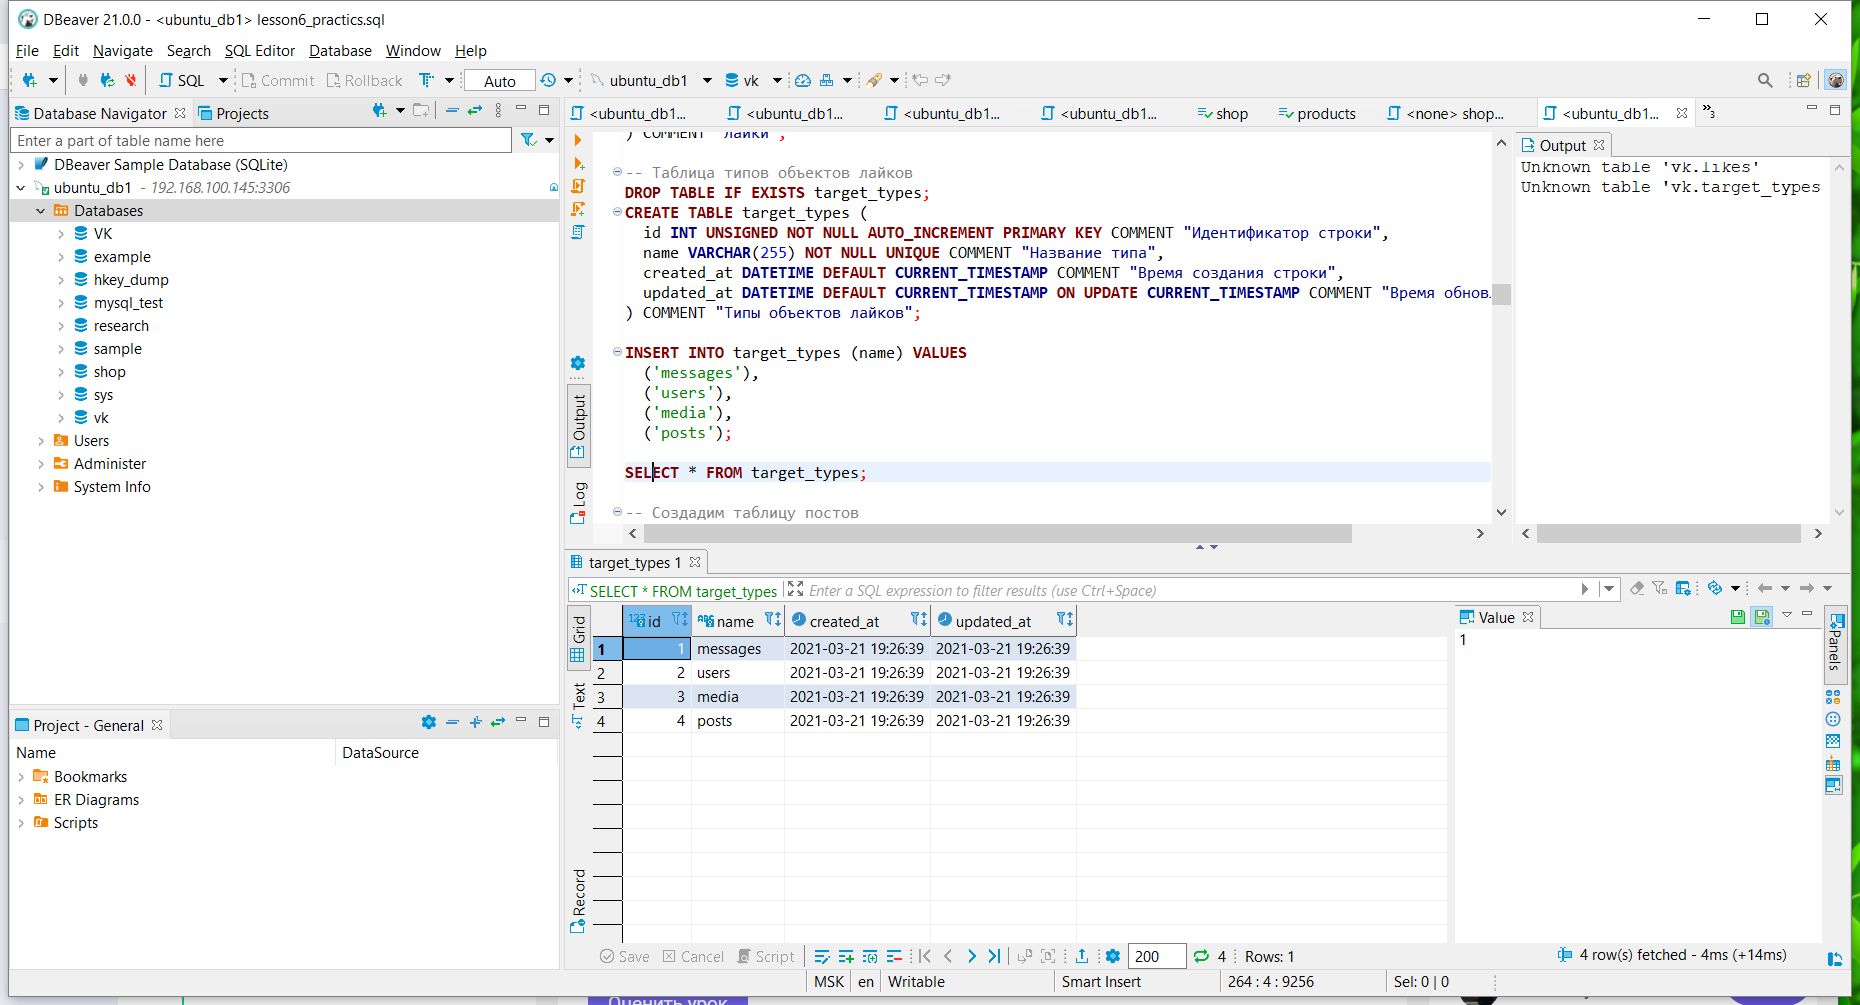 DBeaver 21.0.0 - <ubuntu_db1> lesson6_practics.sql
File Edit Navigate Search SQL Editor Database Window Help
SQL Commit Rollback Auto ubuntu_db1 vk
Database Navigator Projects
Enter a part of table name here
DBeaver Sample Database (SQLite)
ubuntu_db1 - 192.168.100.145:3306
Databases
VK
example
hkey_dump
mysql_test
research
sample
shop
sys
vk
Users
Administer
System Info
Project - General
Name DataSource
Bookmarks
ER Diagrams
Scripts
<ubuntu_db1... <ubuntu_db1... <ubuntu_db1... <ubuntu_db1... shop products <none> shop... <ubuntu_db1... »3
) COMMENT "Лайки";
-- Таблица типов объектов лайков
DROP TABLE IF EXISTS target_types;
CREATE TABLE target_types (
id INT UNSIGNED NOT NULL AUTO_INCREMENT PRIMARY KEY COMMENT "Идентификатор строки",
name VARCHAR(255) NOT NULL UNIQUE COMMENT "Название типа",
created_at DATETIME DEFAULT CURRENT_TIMESTAMP COMMENT "Время создания строки",
updated_at DATETIME DEFAULT CURRENT_TIMESTAMP ON UPDATE CURRENT_TIMESTAMP COMMENT "Время обнов
) COMMENT "Типы объектов лайков";
INSERT INTO target_types (name) VALUES
('messages'),
('users'),
('media'),
('posts');
SELECT * FROM target_types;
-- Создадим таблицу постов
Output
Log
Output
Unknown table 'vk.likes'
Unknown table 'vk.target_types
target_types 1
SELECT * FROM target_types Enter a SQL expression to filter results (use Ctrl+Space)
Grid
Text
Record
123 id ABC name created_at updated_at
1 1 messages 2021-03-21 19:26:39 2021-03-21 19:26:39
2 2 users 2021-03-21 19:26:39 2021-03-21 19:26:39
3 3 media 2021-03-21 19:26:39 2021-03-21 19:26:39
4 4 posts 2021-03-21 19:26:39 2021-03-21 19:26:39
Value
1
Panels
Save Cancel Script 200 4 Rows: 1 4 row(s) fetched - 4ms (+14ms)
MSK en Writable Smart Insert 264 : 4 : 9256 Sel: 0 | 0
Оценить урок